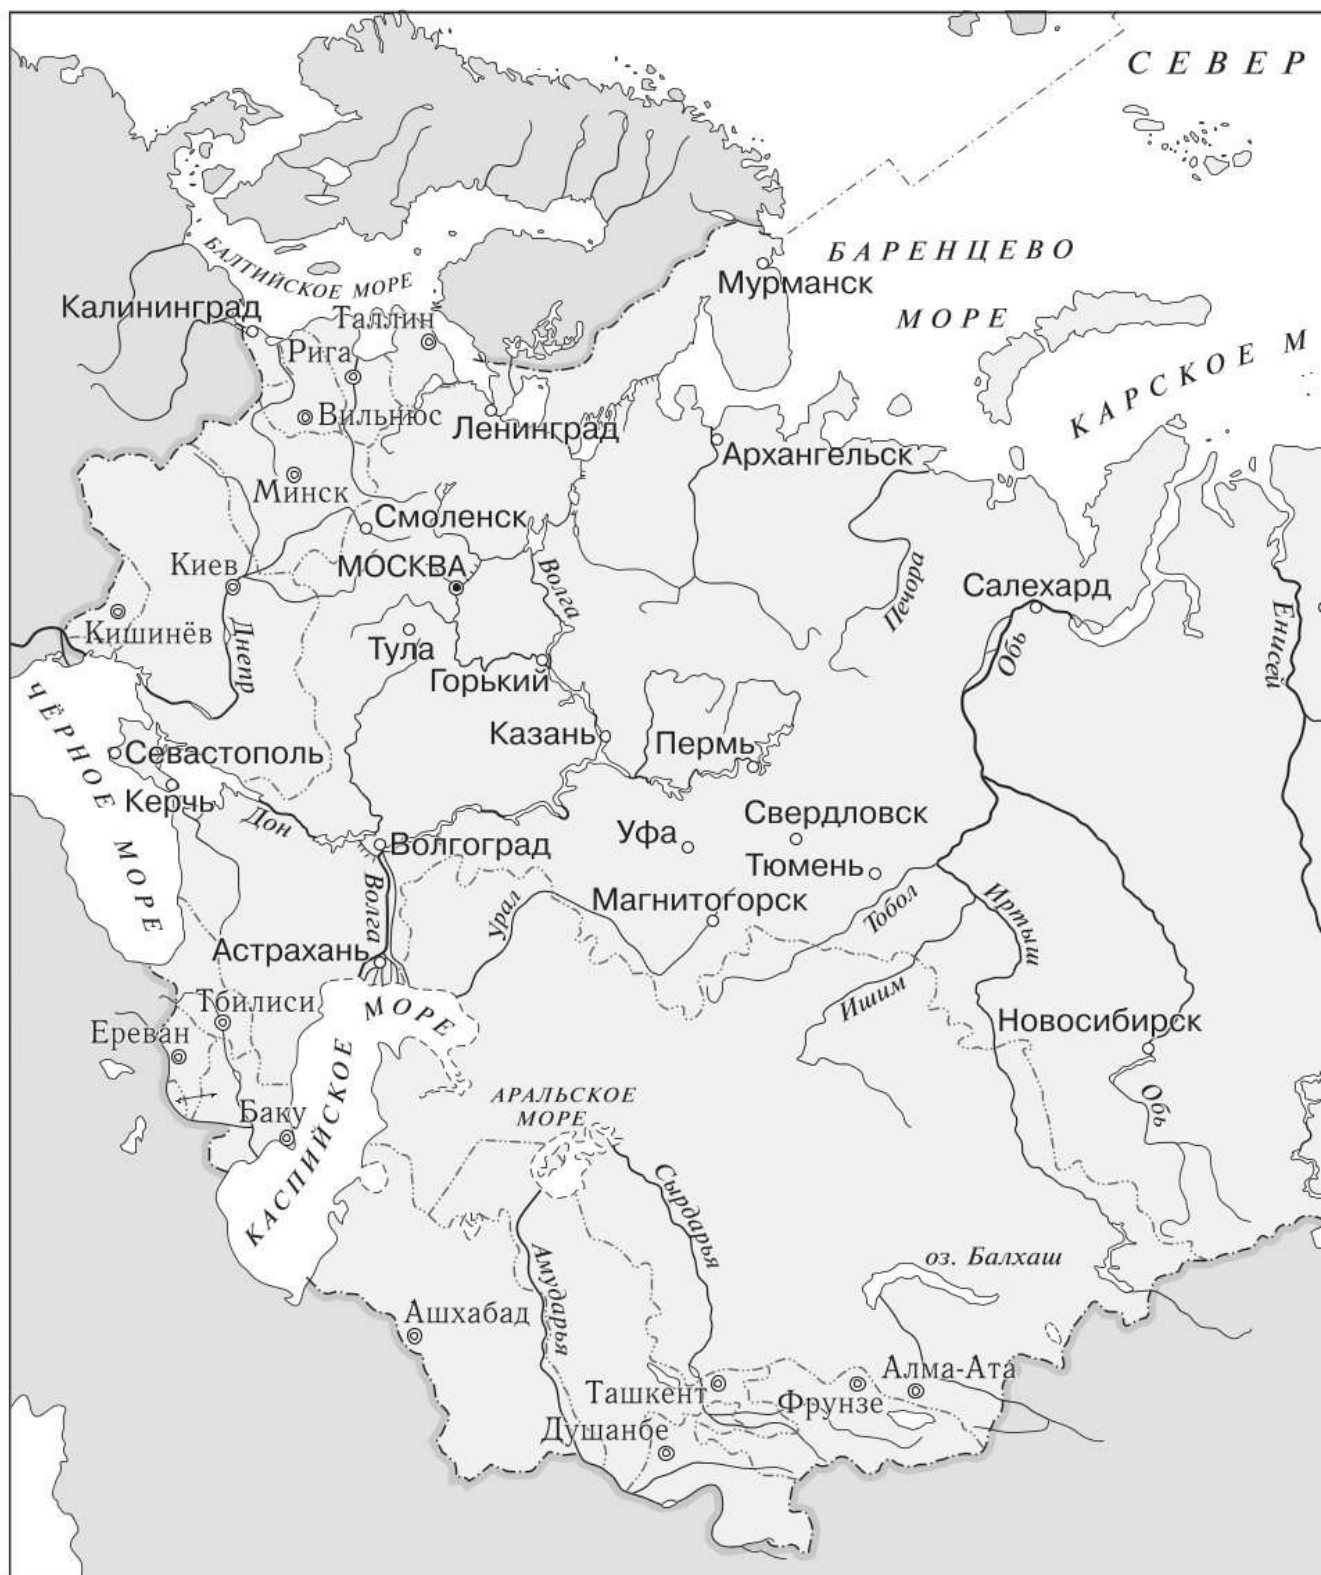 СЕВЕР
БАРЕНЦЕВО
МОРЕ
КАРСКОЕ М
БАЛТИЙСКОЕ МОРЕ
Мурманск
Калининград
Таллин
Рига
Вильнюс
Ленинград
Архангельск
Минск
Смоленск
Киев
МОСКВА
Волга
Печора
Салехард
Обь
Енисей
Кишинёв
Днепр
Тула
Горький
ЧЁРНОЕ МОРЕ
Севастополь
Казань
Пермь
Керчь
Дон
Волгоград
Уфа
Свердловск
Тюмень
Магнитогорск
Волга
Урал
Тобол
Иртыш
Астрахань
Ишим
Тбилиси
Ереван
Новосибирск
КАСПИЙСКОЕ МОРЕ
Баку
АРАЛЬСКОЕ
МОРЕ
Обь
Сырдарья
Амударья
оз. Балхаш
Ашхабад
Ташкент
Фрунзе
Алма-Ата
Душанбе